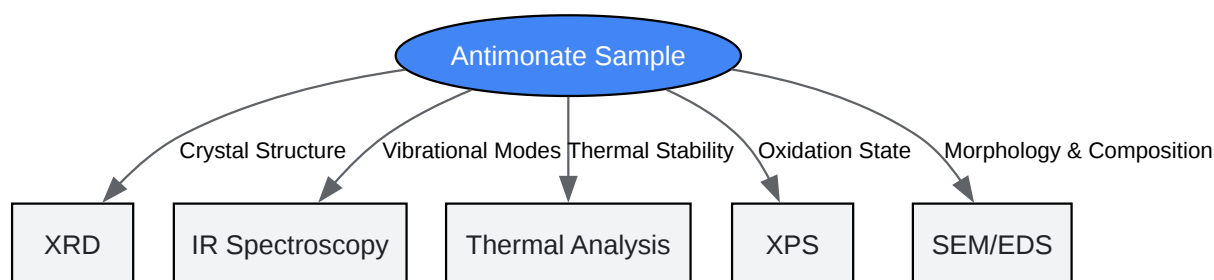 Antimonate Sample
Crystal Structure
Vibrational Modes
Thermal Stability
Oxidation State
Morphology & Composition
XRD
IR Spectroscopy
Thermal Analysis
XPS
SEM/EDS